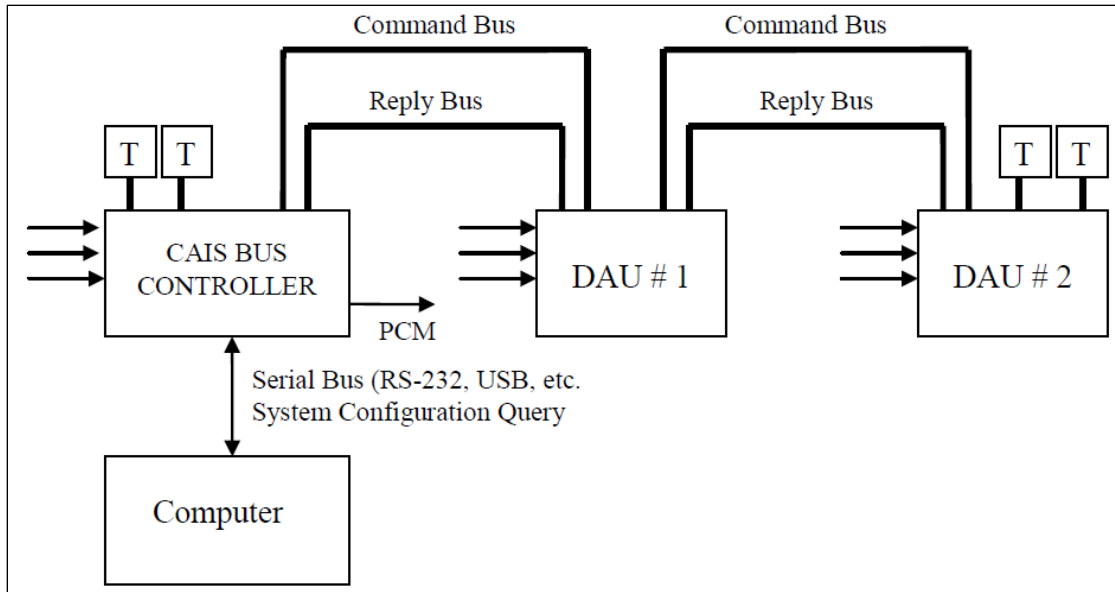 Command Bus
Command Bus
Reply Bus
Reply Bus
T
T
T
T
CAIS BUS
CONTROLLER
DAU # 1
DAU # 2
PCM
Serial Bus (RS-232, USB, etc.
System Configuration Query
Computer